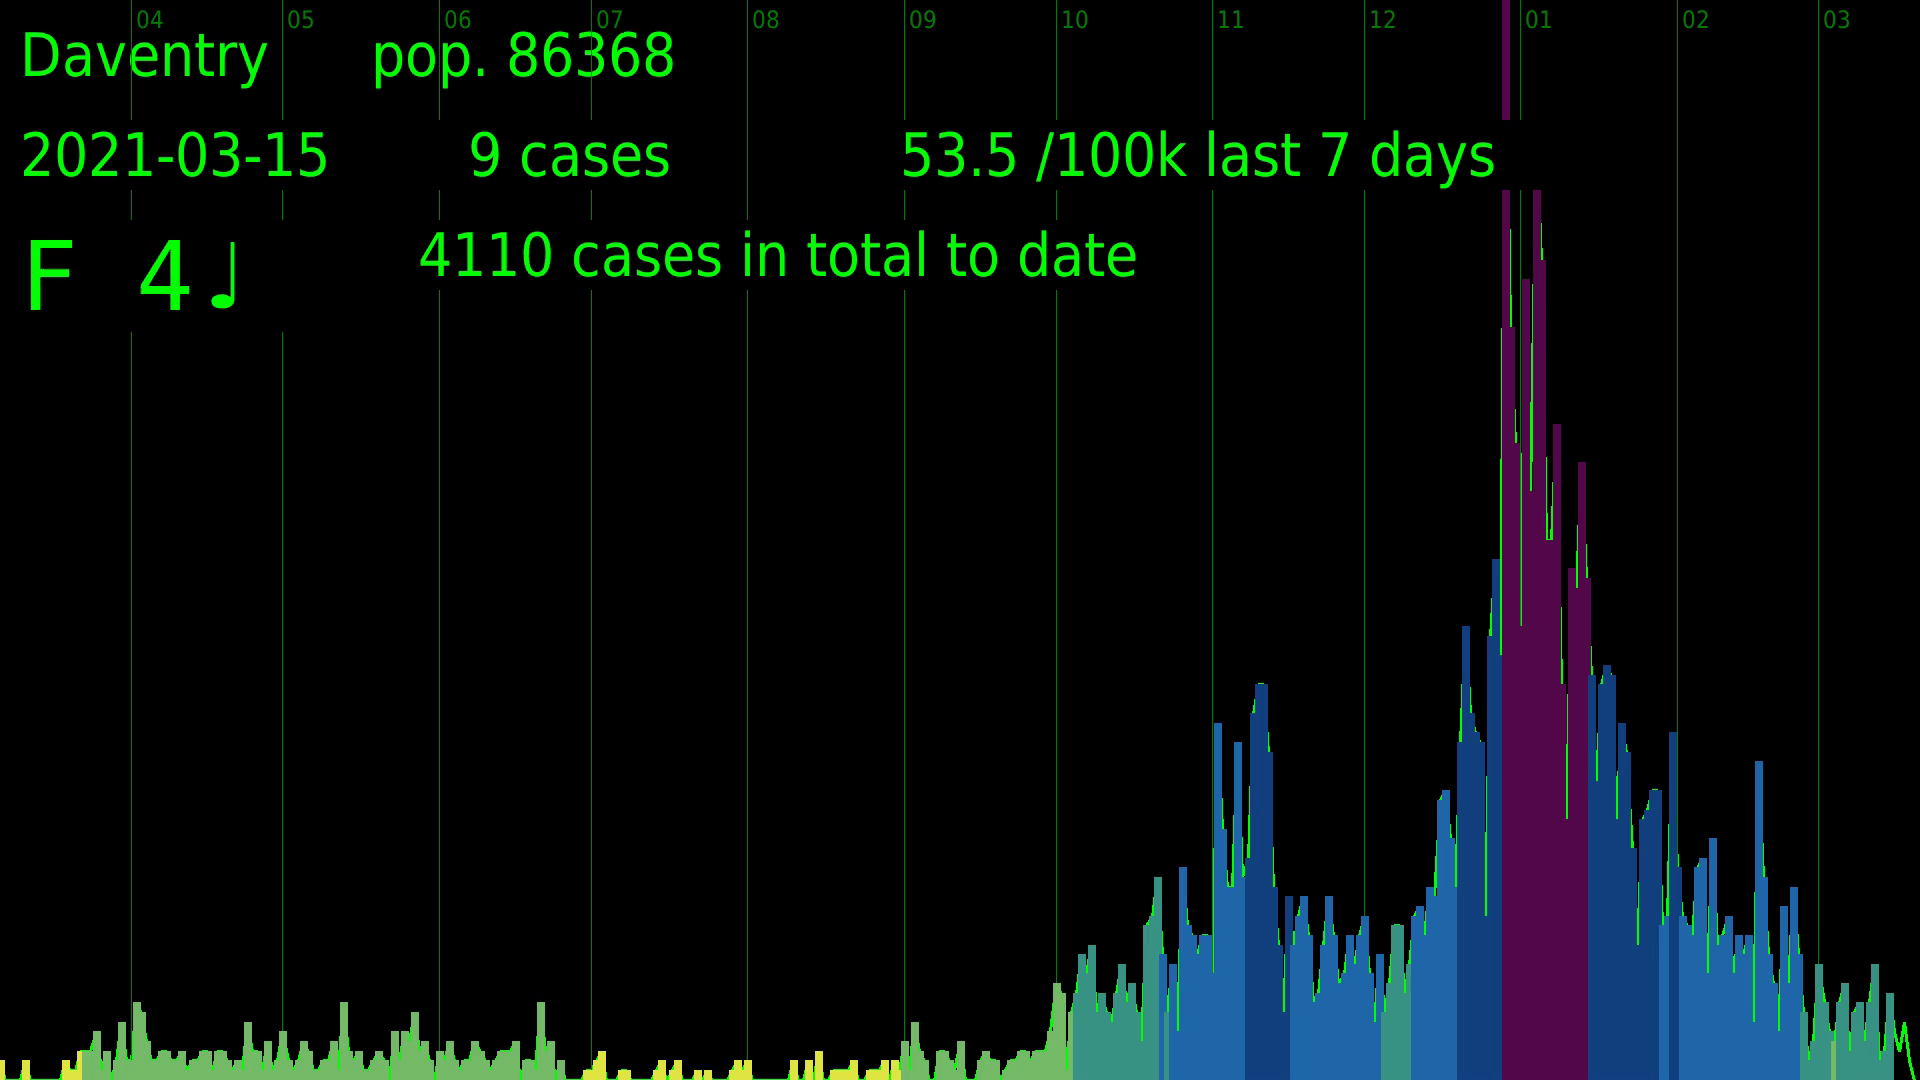 04 05 06 07 08 09 10 11 12 01 02 03
Daventry pop. 86368
2021-03-15 9 cases 53.5 /100k last 7 days
F 4♩ 4110 cases in total to date